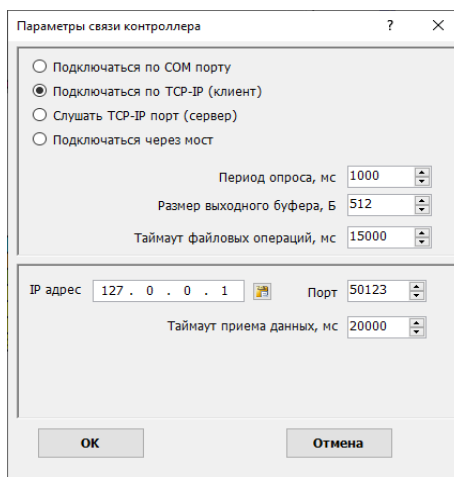 Параметры связи контроллера ? ×
Подключаться по COM порту
Подключаться по TCP-IP (клиент)
Слушать TCP-IP порт (сервер)
Подключаться через мост
Период опроса, мс 1000
Размер выходного буфера, Б 512
Таймаут файловых операций, мс 15000
IP адрес 127 . 0 . 0 . 1 Порт 50123
Таймаут приема данных, мс 20000
OK Отмена